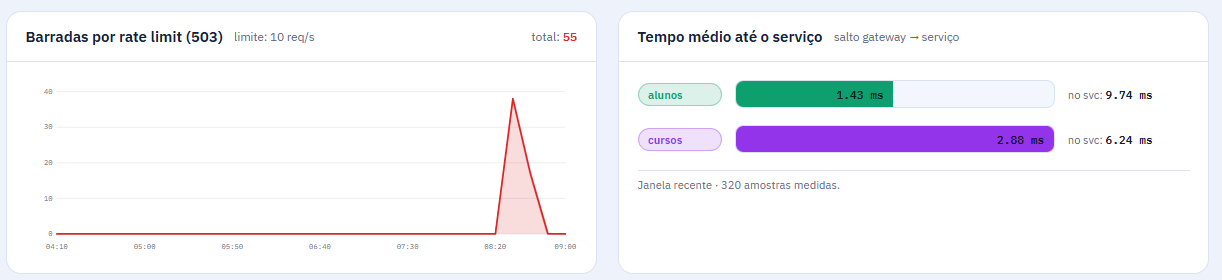 Barradas por rate limit (503) limite: 10 req/s total: 55
40
30
20
10
0
04:10 05:00 05:50 06:40 07:30 08:20 09:00
Tempo médio até o serviço salto gateway → serviço
alunos 1.43 ms no svc: 9.74 ms
cursos 2.88 ms no svc: 6.24 ms
Janela recente · 320 amostras medidas.